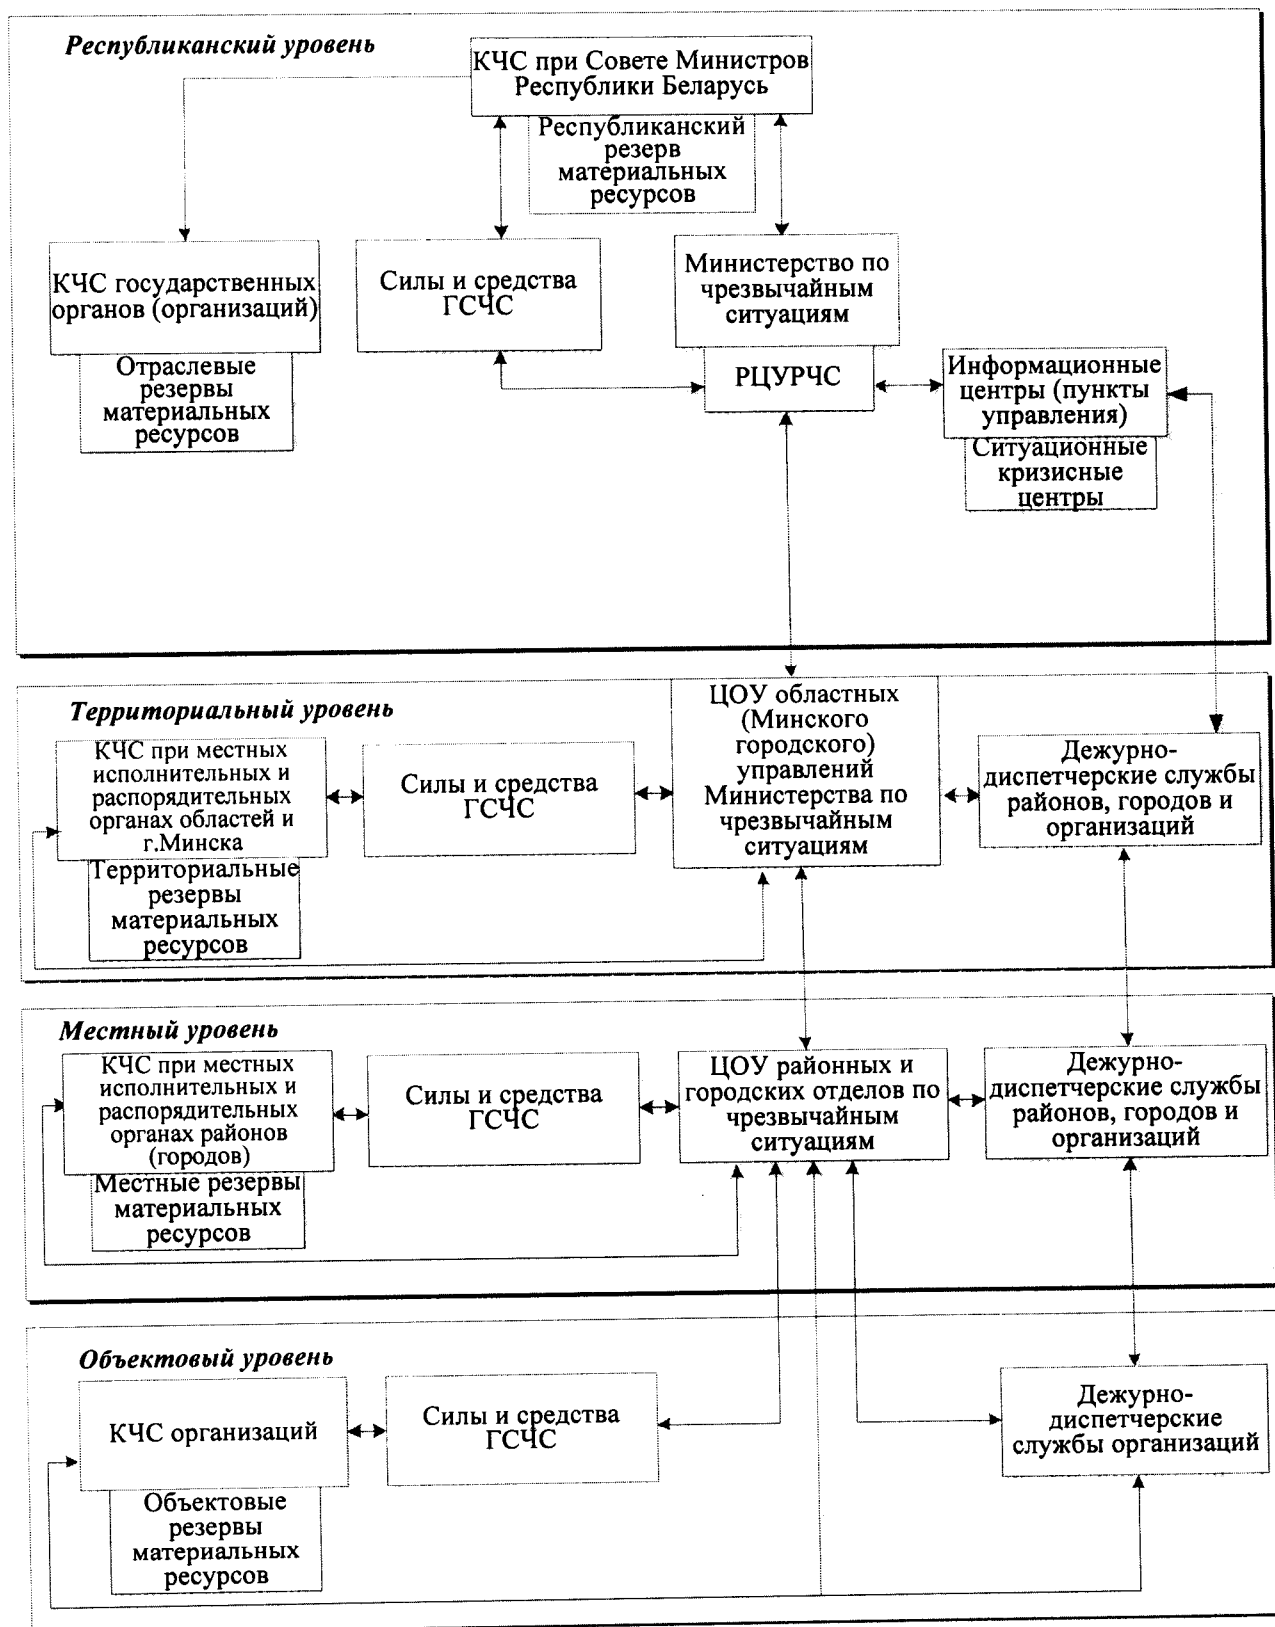 Республиканский уровень
КЧС при Совете Министров
Республики Беларусь
Республиканский
резерв
материальных
ресурсов
КЧС государственных
органов (организаций)
Отраслевые
резервы
материальных
ресурсов
Силы и средства
ГСЧС
Министерство по
чрезвычайным
ситуациям
РЦУРЧС
Информационные
центры (пункты
управления)
Ситуационные
кризисные
центры
Территориальный уровень
КЧС при местных
исполнительных и
распорядительных
органах областей и
г.Минска
Территориальные
резервы
материальных
ресурсов
Силы и средства
ГСЧС
ЦОУ областных
(Минского
городского)
управлений
Министерства по
чрезвычайным
ситуациям
Дежурно-
диспетчерские службы
районов, городов и
организаций
Местный уровень
КЧС при местных
исполнительных и
распорядительных
органах районов
(городов)
Местные резервы
материальных
ресурсов
Силы и средства
ГСЧС
ЦОУ районных и
городских отделов по
чрезвычайным
ситуациям
Дежурно-
диспетчерские службы
районов, городов и
организаций
Объектовый уровень
КЧС организаций
Объектовые
резервы
материальных
ресурсов
Силы и средства
ГСЧС
Дежурно-
диспетчерские
службы организаций